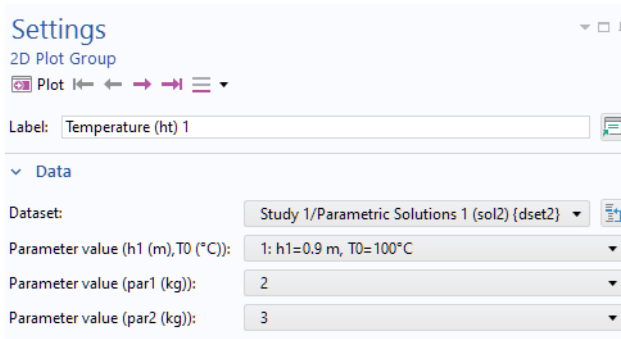 Settings
2D Plot Group
Plot
Label: Temperature (ht) 1
Data
Dataset: Study 1/Parametric Solutions 1 (sol2) {dset2}
Parameter value (h1 (m),T0 (°C)): 1: h1=0.9 m, T0=100°C
Parameter value (par1 (kg)): 2
Parameter value (par2 (kg)): 3